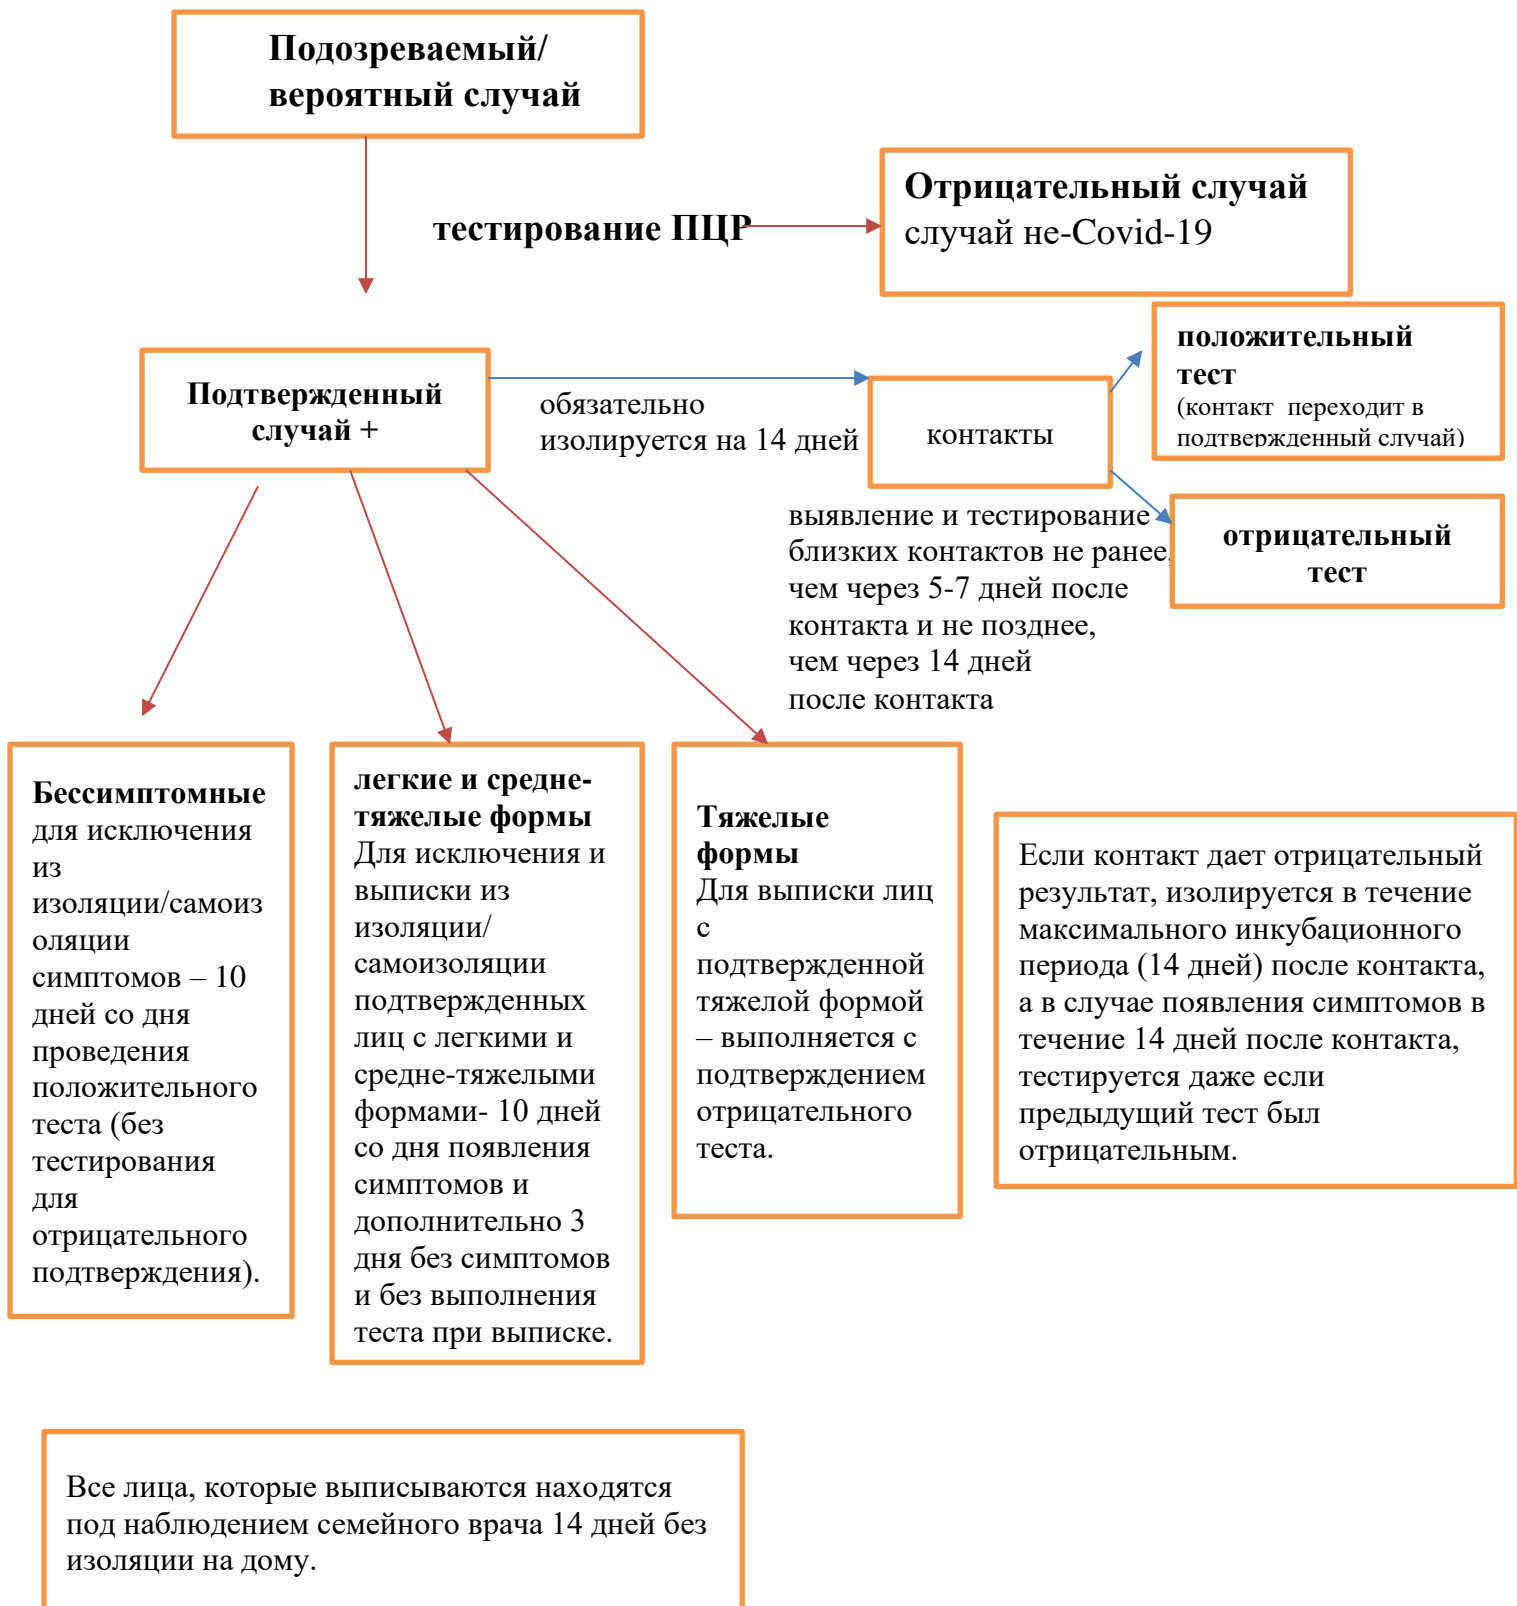 Подозреваемый/
вероятный случай
тестирование ПЦР
Отрицательный случай
случай не-Covid-19
Подтвержденный
случай +
обязательно
изолируется на 14 дней
контакты
положительный
тест
(контакт переходит в
подтвержденный случай)
отрицательный
тест
выявление и тестирование
близких контактов не ранее,
чем через 5-7 дней после
контакта и не позднее,
чем через 14 дней
после контакта
Бессимптомные
для исключения
из
изоляции/самоиз
оляции
симптомов – 10
дней со дня
проведения
положительного
теста (без
тестирования
для
отрицательного
подтверждения).
легкие и средне-
тяжелые формы
Для исключения и
выписки из
изоляции/
самоизоляции
подтвержденных
лиц с легкими и
средне-тяжелыми
формами- 10 дней
со дня появления
симптомов и
дополнительно 3
дня без симптомов
и без выполнения
теста при выписке.
Тяжелые
формы
Для выписки лиц
с
подтвержденной
тяжелой формой
– выполняется с
подтверждением
отрицательного
теста.
Если контакт дает отрицательный
результат, изолируется в течение
максимального инкубационного
периода (14 дней) после контакта,
а в случае появления симптомов в
течение 14 дней после контакта,
тестируется даже если
предыдущий тест был
отрицательным.
Все лица, которые выписываются находятся
под наблюдением семейного врача 14 дней без
изоляции на дому.